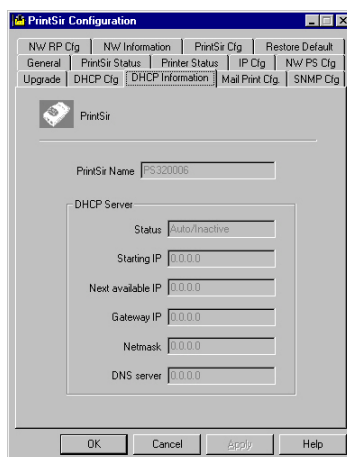 PrintSir Configuration
NW RP Cfg NW Information PrintSir Cfg Restore Default
General PrintSir Status Printer Status IP Cfg NW PS Cfg
Upgrade DHCP Cfg DHCP Information Mail Print Cfg. SNMP Cfg
PrintSir
PrintSir Name PS320006
DHCP Server
Status Auto/Inactive
Starting IP 0.0.0.0
Next available IP 0.0.0.0
Gateway IP 0.0.0.0
Netmask 0.0.0.0
DNS server 0.0.0.0
OK Cancel Apply Help